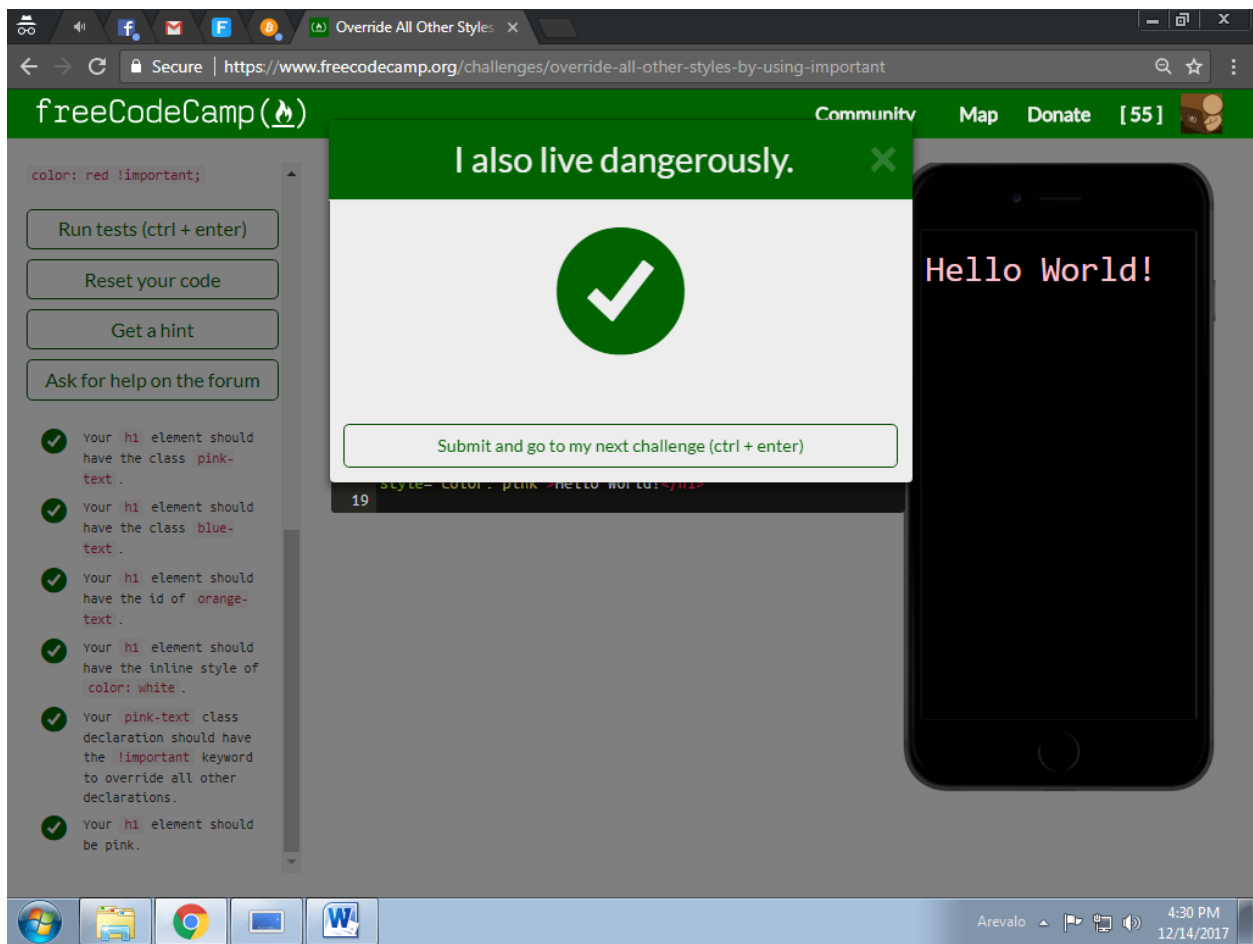 Override All Other Styles
Secure | https://www.freecodecamp.org/challenges/override-all-other-styles-by-using-important
freeCodeCamp
Community
Map
Donate
[ 55 ]
I also live dangerously.
color: red !important;
Run tests (ctrl + enter)
Reset your code
Get a hint
Ask for help on the forum
Your h1 element should
have the class pink-
text .
Your h1 element should
have the class blue-
text .
Your h1 element should
have the id of orange-
text .
Your h1 element should
have the inline style of
color: white .
Your pink-text class
declaration should have
the !important keyword
to override all other
declarations.
Your h1 element should
be pink.
Submit and go to my next challenge (ctrl + enter)
style="color: pink">Hello World!</h1>
19
Hello World!
Arevalo
4:30 PM
12/14/2017